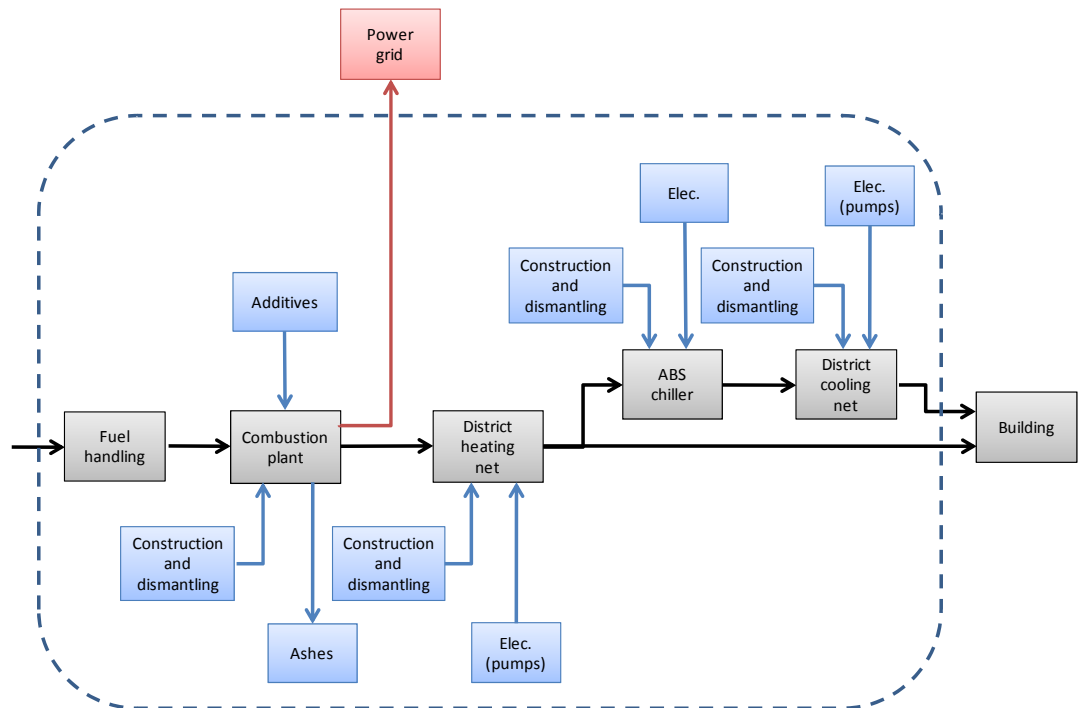 Power
grid
Elec.
Elec.
(pumps)
Construction
and
dismantling
Construction
and
dismantling
Additives
ABS
chiller
District
cooling
net
Fuel
handling
Combustion
plant
District
heating
net
Building
Construction
and
dismantling
Construction
and
dismantling
Ashes
Elec.
(pumps)